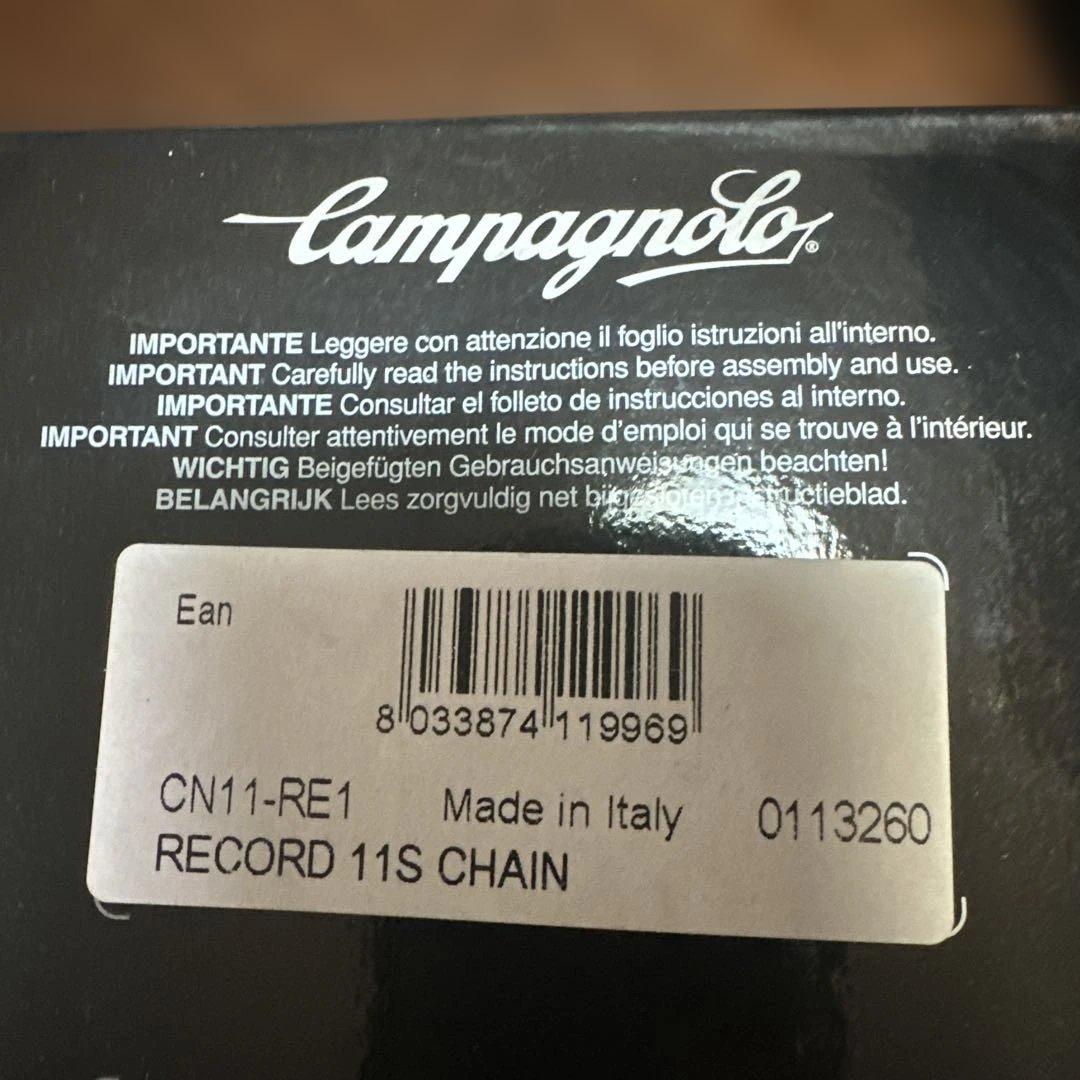 Campagnolo®
IMPORTANTE Leggere con attenzione il foglio istruzioni all'interno.
IMPORTANT Carefully read the instructions before assembly and use.
IMPORTANTE Consultar el folleto de instrucciones al interno.
IMPORTANT Consulter attentivement le mode d'emploi qui se trouve à l'intérieur.
WICHTIG Beigefügten Gebrauchsanweisungen beachten!
BELANGRIJK Lees zorgvuldig net
Ean
8 033874 119969
CN11-RE1 Made in Italy 0113260
RECORD 11S CHAIN